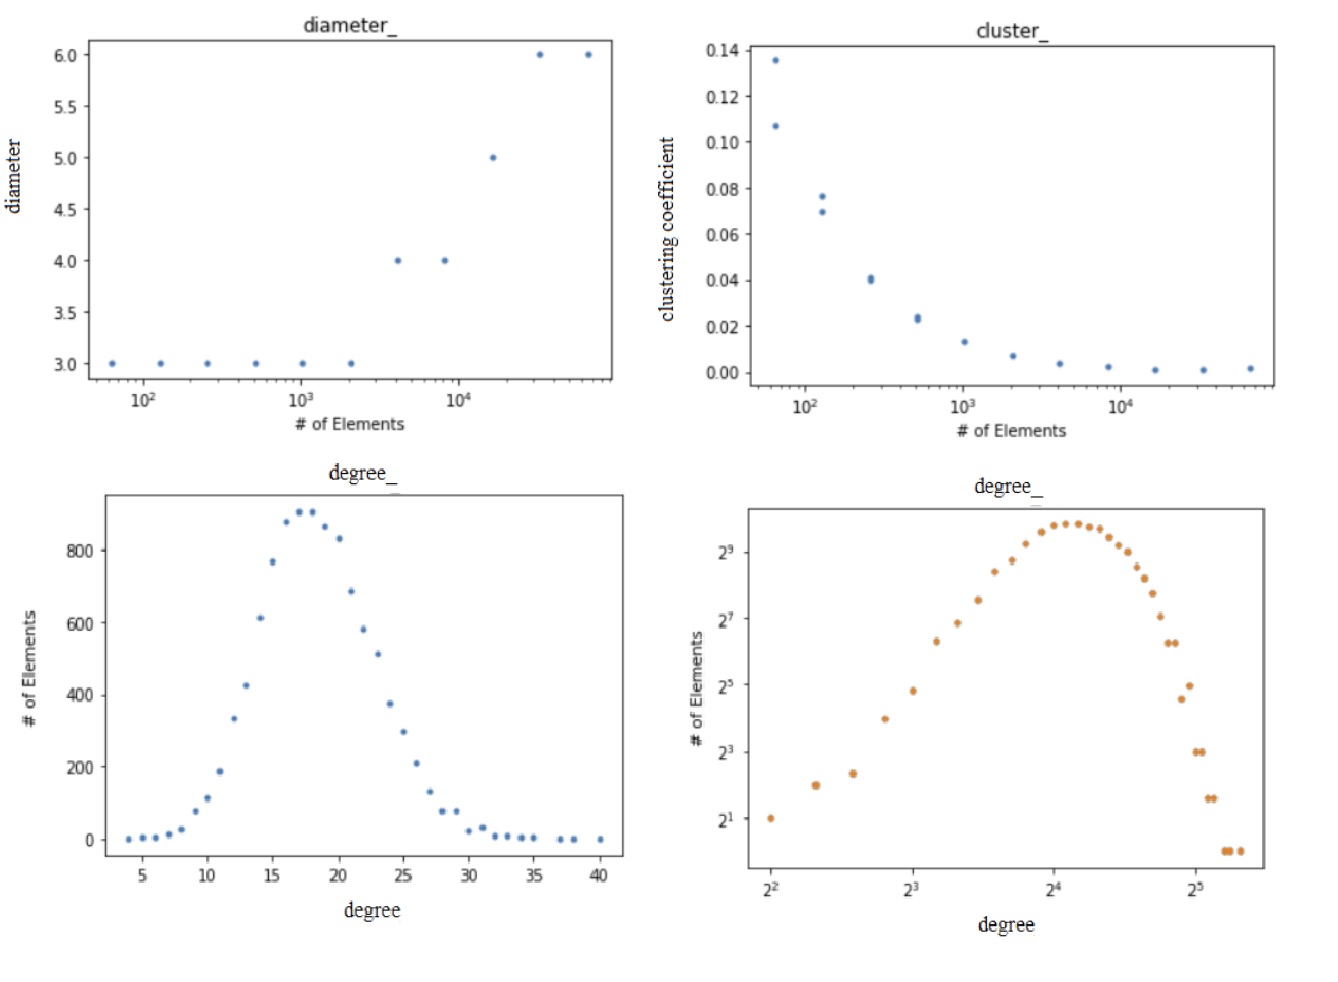 diameter_
6.0
5.5
5.0
4.5
4.0
3.5
3.0
diameter
10²
10³
10⁴
# of Elements
cluster_
0.14
0.12
0.10
0.08
0.06
0.04
0.02
0.00
clustering coefficient
10²
10³
10⁴
# of Elements
degree_
800
600
400
200
0
# of Elements
5 10 15 20 25 30 35 40
degree
degree_
2⁹
2⁷
2⁵
2³
2¹
# of Elements
2² 2³ 2⁴ 2⁵
degree